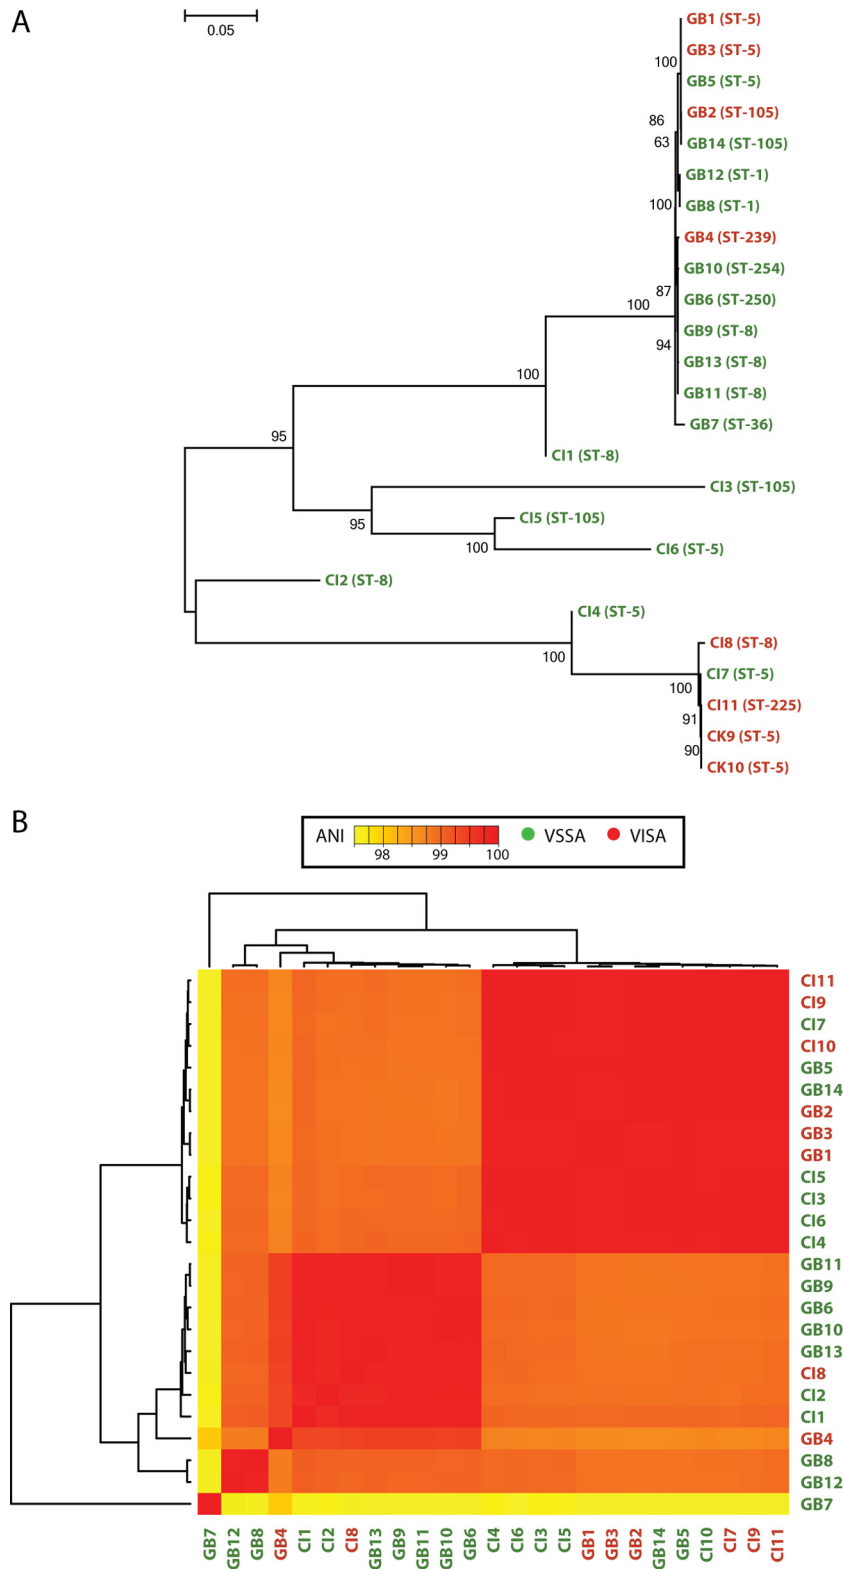 A
0.05
GB1 (ST-5)
GB3 (ST-5)
100
GB5 (ST-5)
GB2 (ST-105)
86
63
GB14 (ST-105)
GB12 (ST-1)
100
GB8 (ST-1)
GB4 (ST-239)
GB10 (ST-254)
87
GB6 (ST-250)
100
GB9 (ST-8)
94
GB13 (ST-8)
100
GB11 (ST-8)
GB7 (ST-36)
95
CI1 (ST-8)
CI3 (ST-105)
95
CI5 (ST-105)
100
CI6 (ST-5)
CI2 (ST-8)
CI4 (ST-5)
100
CI8 (ST-8)
CI7 (ST-5)
100
CI11 (ST-225)
91
CK9 (ST-5)
90
CK10 (ST-5)
B
ANI
98 99 100
VSSA
VISA
CI11
CI9
CI7
CI10
GB5
GB14
GB2
GB3
GB1
CI5
CI3
CI6
CI4
GB11
GB9
GB6
GB10
GB13
CI8
CI2
CI1
GB4
GB8
GB12
GB7
GB7 GB12 GB8 GB4 CI1 CI2 CI8 GB13 GB9 GB11 GB10 GB6 CI4 CI6 CI3 CI5 GB1 GB3 GB2 GB14 GB5 CI10 CI7 CI9 CI11